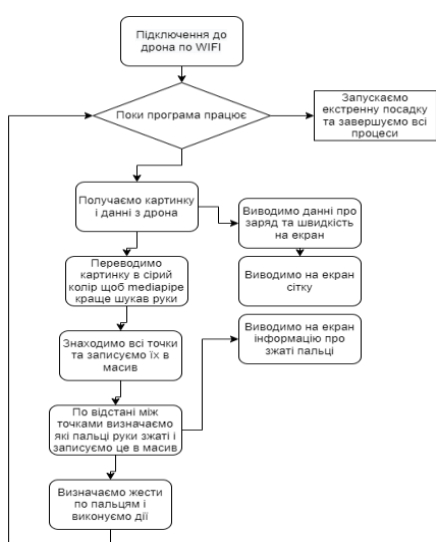 Підключення до
дрона по WIFI
Поки програма працює
Запускаємо
екстренну посадку
та завершуємо всі
процеси
Получаємо картинку
і данні з дрона
Виводимо данні про
заряд та швидкість
на екран
Переводимо
картинку в сірий
колір щоб mediapipe
краще шукав руки
Виводимо на екран
сітку
Знаходимо всі точки
та записуємо їх в
масив
Виводимо на екран
інформацію про
зжаті пальці
По відстані між
точками визначаємо
які пальці руки зжаті і
записуємо це в масив
Визначаємо жести
по пальцям і
виконуємо дії